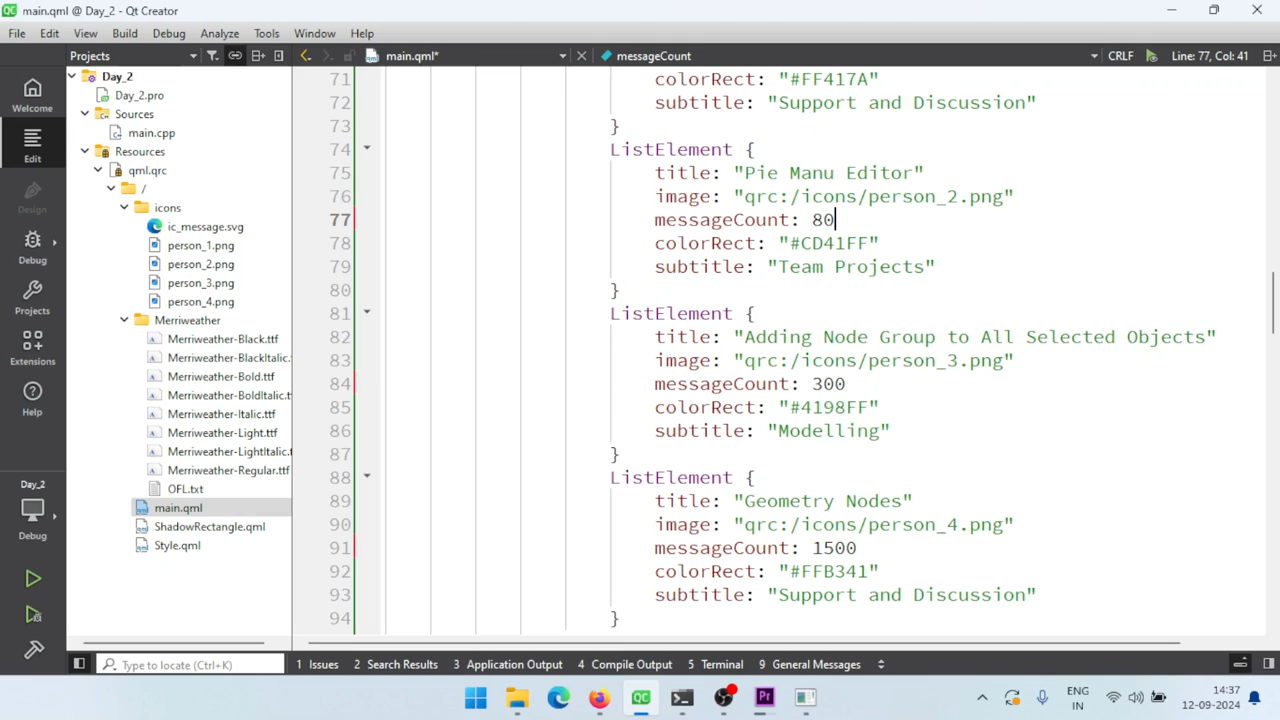 main.qml @ Day_2 - Qt Creator
File Edit View Build Debug Analyze Tools Window Help
Projects main.qml* messageCount CRLF Line: 77, Col: 41
Welcome
Edit
Design
Debug
Projects
Extensions
Help
Day_2
Debug
Day_2
Day_2.pro
Sources
main.cpp
Resources
qml.qrc
/
icons
ic_message.svg
person_1.png
person_2.png
person_3.png
person_4.png
Merriweather
Merriweather-Black.ttf
Merriweather-BlackItalic.
Merriweather-Bold.ttf
Merriweather-BoldItalic.tt
Merriweather-Italic.ttf
Merriweather-Light.ttf
Merriweather-LightItalic.t
Merriweather-Regular.ttf
OFL.txt
main.qml
ShadowRectangle.qml
Style.qml
71 colorRect: "#FF417A"
72 subtitle: "Support and Discussion"
73 }
74 ListElement {
75 title: "Pie Manu Editor"
76 image: "qrc:/icons/person_2.png"
77 messageCount: 80
78 colorRect: "#CD41FF"
79 subtitle: "Team Projects"
80 }
81 ListElement {
82 title: "Adding Node Group to All Selected Objects"
83 image: "qrc:/icons/person_3.png"
84 messageCount: 300
85 colorRect: "#4198FF"
86 subtitle: "Modelling"
87 }
88 ListElement {
89 title: "Geometry Nodes"
90 image: "qrc:/icons/person_4.png"
91 messageCount: 1500
92 colorRect: "#FFB341"
93 subtitle: "Support and Discussion"
94 }
Type to locate (Ctrl+K) 1 Issues 2 Search Results 3 Application Output 4 Compile Output 5 Terminal 9 General Messages
QC Pr
ENG
IN
14:37
12-09-2024